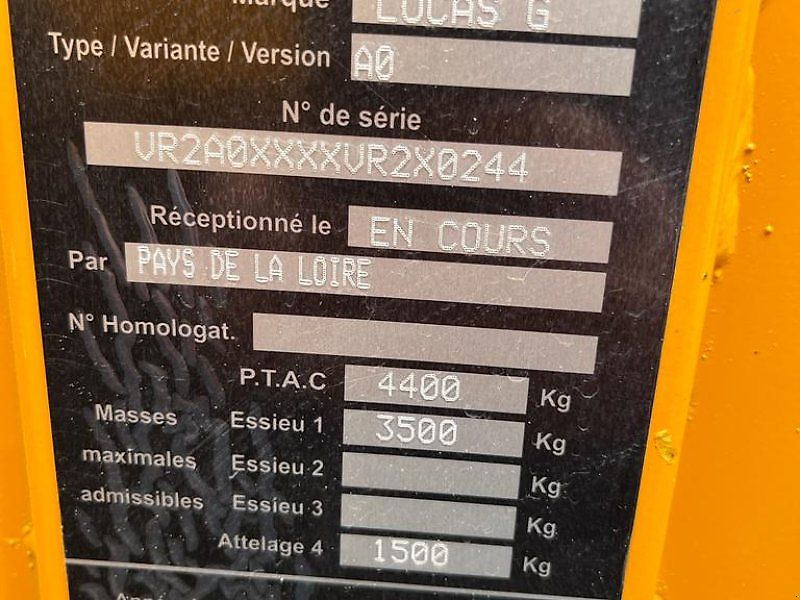 Marque LUCAS G
Type / Variante / Version A0
N° de série
VR2A0XXXXVR2X0244
Réceptionné le EN COURS
Par PAYS DE LA LOIRE
N° Homologat.
P.T.A.C 4400 Kg
Masses Essieu 1 3500 Kg
maximales Essieu 2 Kg
admissibles Essieu 3 Kg
Attelage 4 1500 Kg